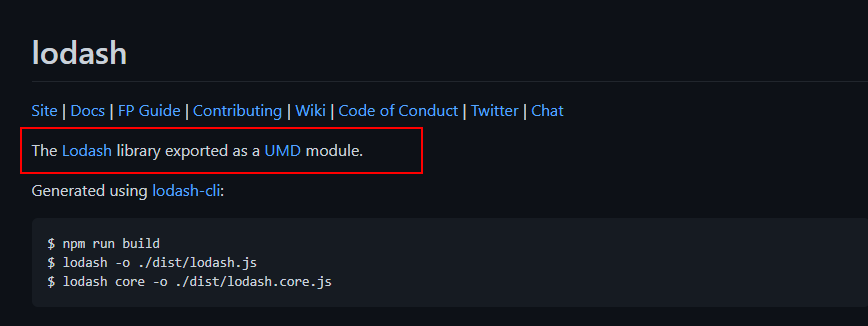 lodash
Site | Docs | FP Guide | Contributing | Wiki | Code of Conduct | Twitter | Chat
The Lodash library exported as a UMD module.
Generated using lodash-cli:
$ npm run build
$ lodash -o ./dist/lodash.js
$ lodash core -o ./dist/lodash.core.js